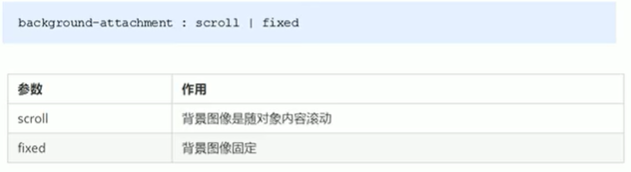 background-attachment : scroll | fixed
参数 作用
scroll 背景图像是随对象内容滚动
fixed 背景图像固定